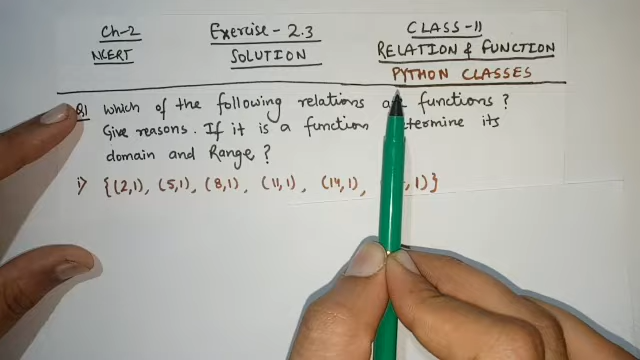 Ch-2 Exercise - 2.3 CLASS-11
NCERT SOLUTION RELATION & FUNCTION
PYTHON CLASSES
Q1 Which of the following relations functions?
Give reasons. If it is a function its
domain and Range?
i) {(2,1), (5,1), (8,1), (11,1), (14,1), ,1)}